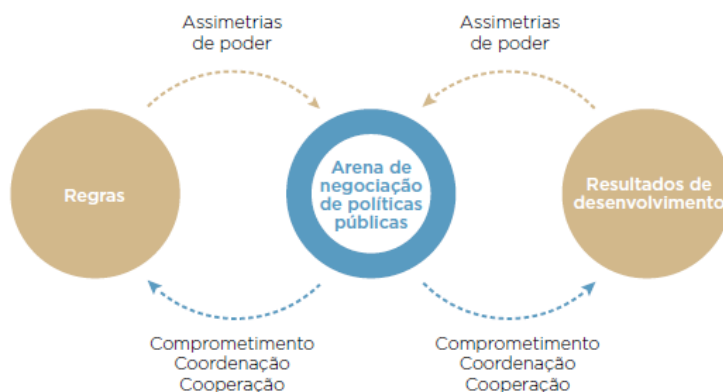 Assimetrias
de poder
Assimetrias
de poder
Regras
Arena de
negociação
de políticas
públicas
Resultados de
desenvolvimento
Comprometimento
Coordenação
Cooperação
Comprometimento
Coordenação
Cooperação